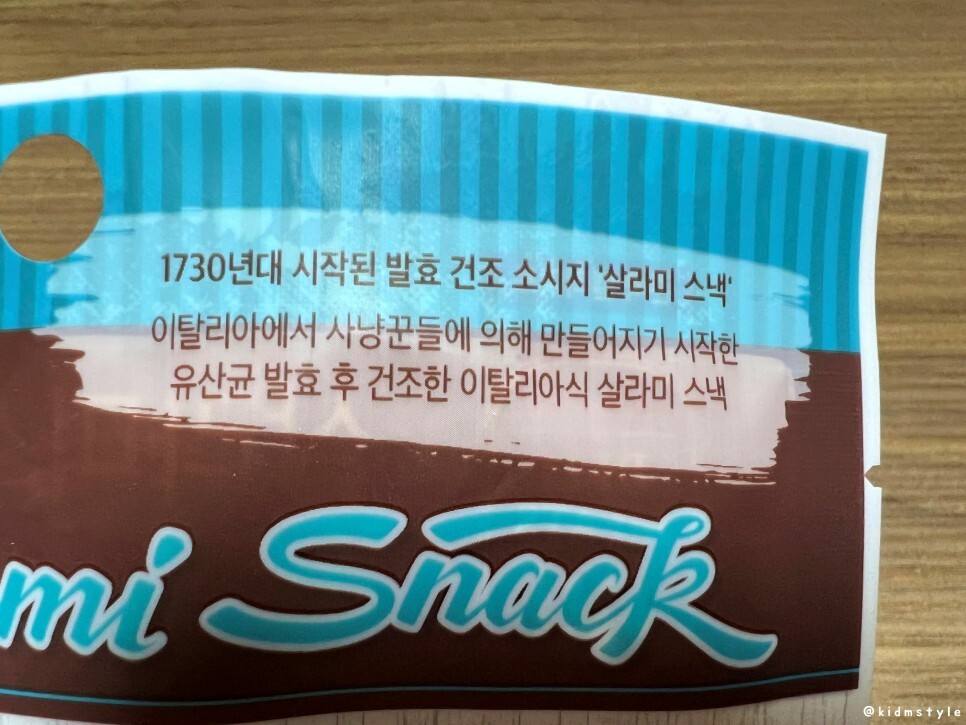 1730년대 시작된 발효 건조 소시지 '살라미 스낵'
이탈리아에서 사냥꾼들에 의해 만들어지기 시작한
유산균 발효 후 건조한 이탈리아식 살라미 스낵
mi Snack
@kidmstyle